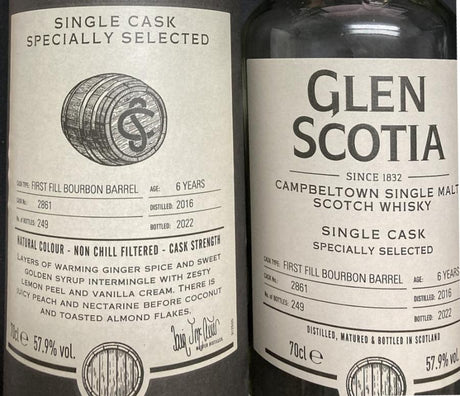 SINGLE CASK
SPECIALLY SELECTED
CASK TYPE: FIRST FILL BOURBON BARREL AGE: 6 YEARS
CASK No.: 2861 DISTILLED: 2016
No. of BOTTLES: 249 BOTTLED: 2022
NATURAL COLOUR - NON CHILL FILTERED - CASK STRENGTH
LAYERS OF WARMING GINGER SPICE AND SWEET
GOLDEN SYRUP INTERMINGLE WITH ZESTY
LEMON PEEL AND VANILLA CREAM. THERE IS
JUICY PEACH AND NECTARINE BEFORE COCONUT
AND TOASTED ALMOND FLAKES.
MASTER DISTILLER
70cl e 57.9% vol.
GLEN
SCOTIA
SINCE 1832
CAMPBELTOWN SINGLE MALT
SCOTCH WHISKY
SINGLE CASK
SPECIALLY SELECTED
CASK TYPE: FIRST FILL BOURBON BARREL AGE: 6 YEARS
CASK No.: 2861 DISTILLED: 2016
No. of BOTTLES: 249 BOTTLED: 2022
DISTILLED, MATURED & BOTTLED IN SCOTLAND
70cl e 57.9% vol.